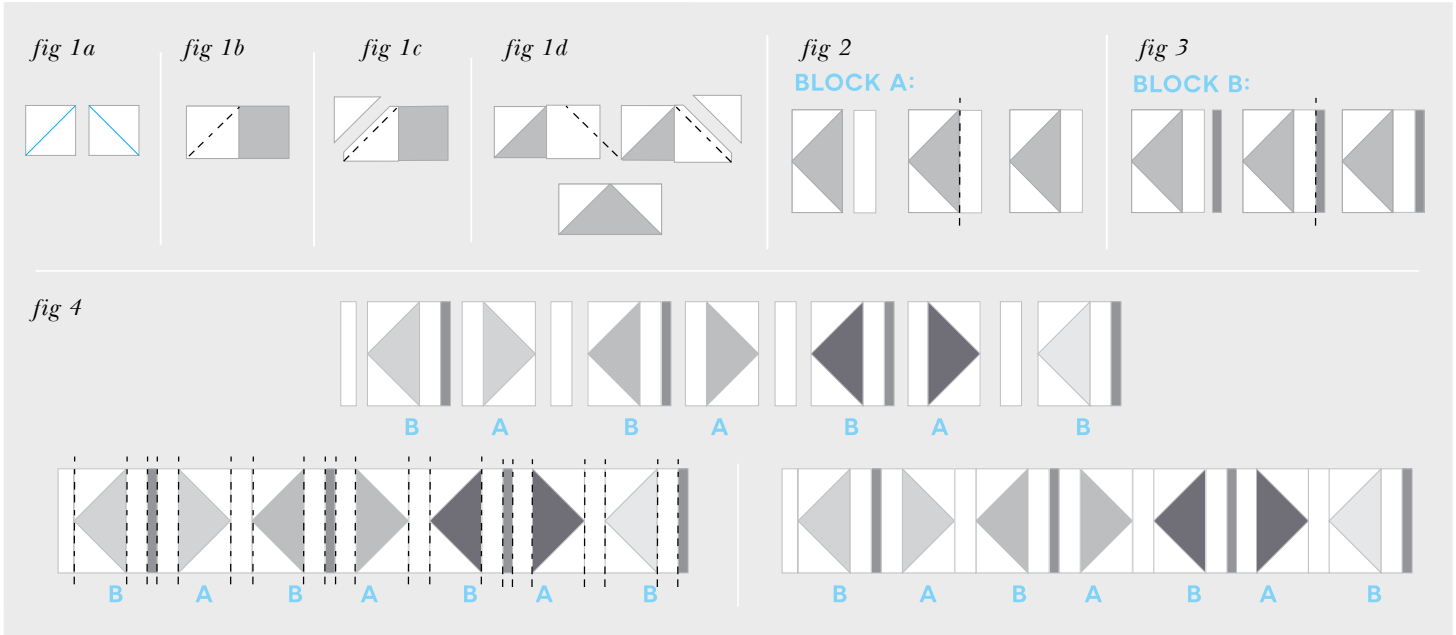 fig 1a
fig 1b
fig 1c
fig 1d
fig 2
BLOCK A:
fig 3
BLOCK B:
fig 4
B A B A B A B
B A B A B A B
B A B A B A B